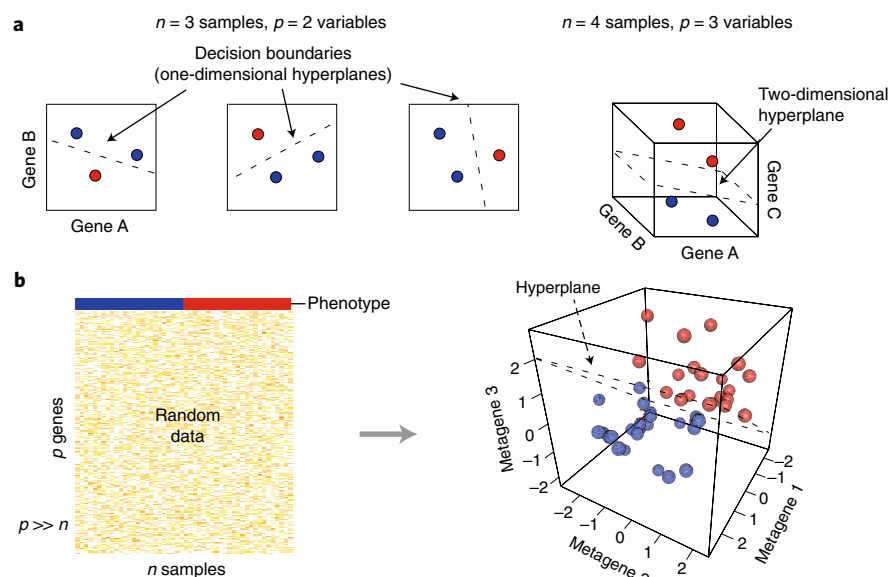 a
n = 3 samples, p = 2 variables
n = 4 samples, p = 3 variables
Decision boundaries
(one-dimensional hyperplanes)
Two-dimensional
hyperplane
Gene B
Gene A
Gene B
Gene A
Gene C
b
Phenotype
Random
data
p genes
p >> n
n samples
Hyperplane
Metagene 3
2
1
0
−1
−2
−2
−1
0
1
2
Metagene
−2
−1
0
1
2
Metagene 1